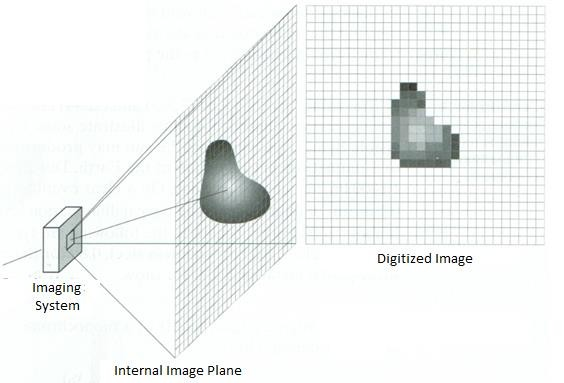 Imaging
System
Internal Image Plane
Digitized Image